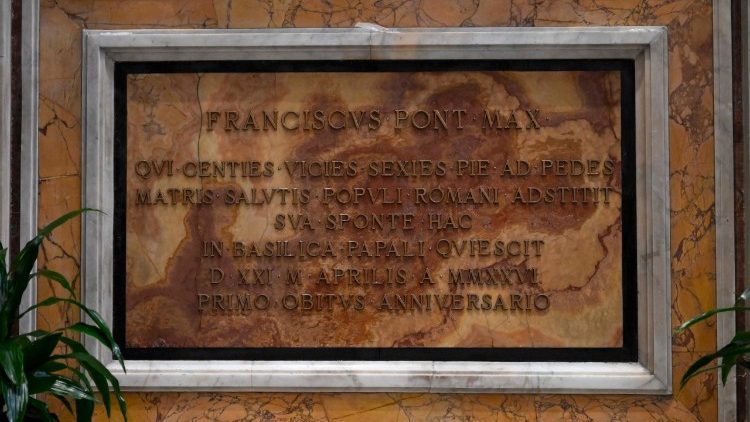 FRANCISCVS · PONT · MAX ·
QVI · CENTIES · VICIES · SEXIES · PIE · AD · PEDES
MATRIS · SALVTIS · POPVLI · ROMANI · ADSTITIT
SVA · SPONTE · HAC
IN · BASILICA · PAPALI · QVIESCIT
D · XXI · M · APRILIS · A · MMXXVI
PRIMO · OBITVS · ANNIVERSARIO